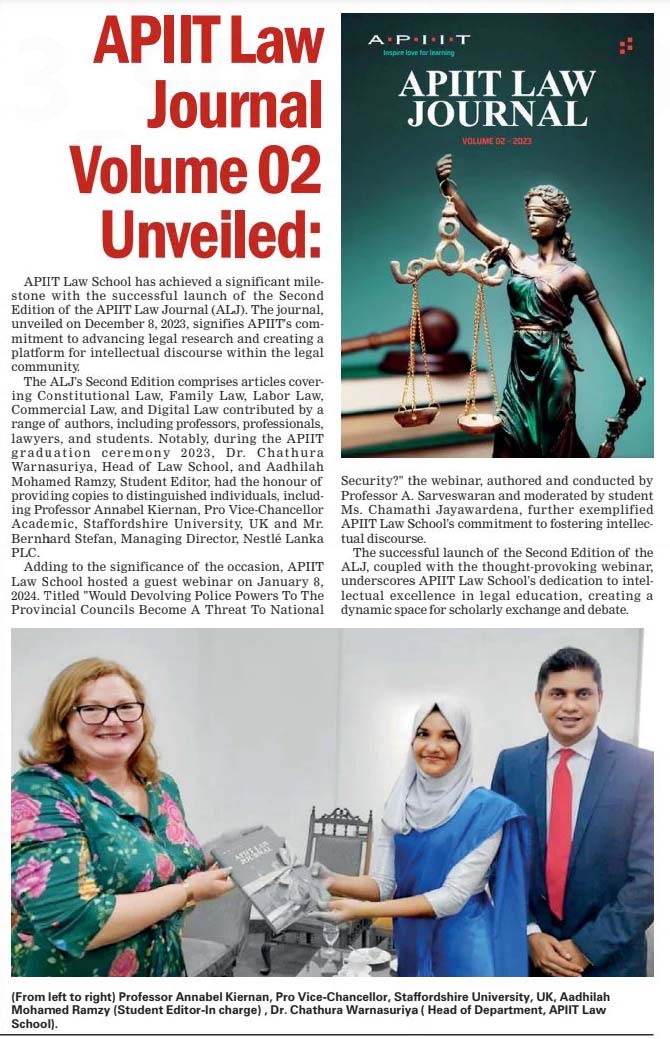 APIIT Law
Journal
Volume 02
Unveiled:
APIIT Law School has achieved a significant mile-
stone with the successful launch of the Second
Edition of the APIIT Law Journal (ALJ). The journal,
unveiled on December 8, 2023, signifies APIIT's com-
mitment to advancing legal research and creating a
platform for intellectual discourse within the legal
community.
The ALJ's Second Edition comprises articles cover-
ing Constitutional Law, Family Law, Labor Law,
Commercial Law, and Digital Law contributed by a
range of authors, including professors, professionals,
lawyers, and students. Notably, during the APIIT
graduation ceremony 2023, Dr. Chathura
Warnasuriya, Head of Law School, and Aadhilah
Mohamed Ramzy, Student Editor, had the honour of
providing copies to distinguished individuals, includ-
ing Professor Annabel Kiernan, Pro Vice-Chancellor
Academic, Staffordshire University, UK and Mr.
Bernhard Stefan, Managing Director, Nestlé Lanka
PLC.
Adding to the significance of the occasion, APIIT
Law School hosted a guest webinar on January 8,
2024. Titled "Would Devolving Police Powers To The
Provincial Councils Become A Threat To National
A·P·I·I·T
Inspire love for learning
APIIT LAW
JOURNAL
VOLUME 02 - 2023
Security?" the webinar, authored and conducted by
Professor A. Sarveswaran and moderated by student
Ms. Chamathi Jayawardena, further exemplified
APIIT Law School's commitment to fostering intellec-
tual discourse.
The successful launch of the Second Edition of the
ALJ, coupled with the thought-provoking webinar,
underscores APIIT Law School's dedication to intel-
lectual excellence in legal education, creating a
dynamic space for scholarly exchange and debate.
APIIT LAW
JOURNAL
(From left to right) Professor Annabel Kiernan, Pro Vice-Chancellor, Staffordshire University, UK, Aadhilah
Mohamed Ramzy (Student Editor-In charge) , Dr. Chathura Warnasuriya ( Head of Department, APIIT Law
School).